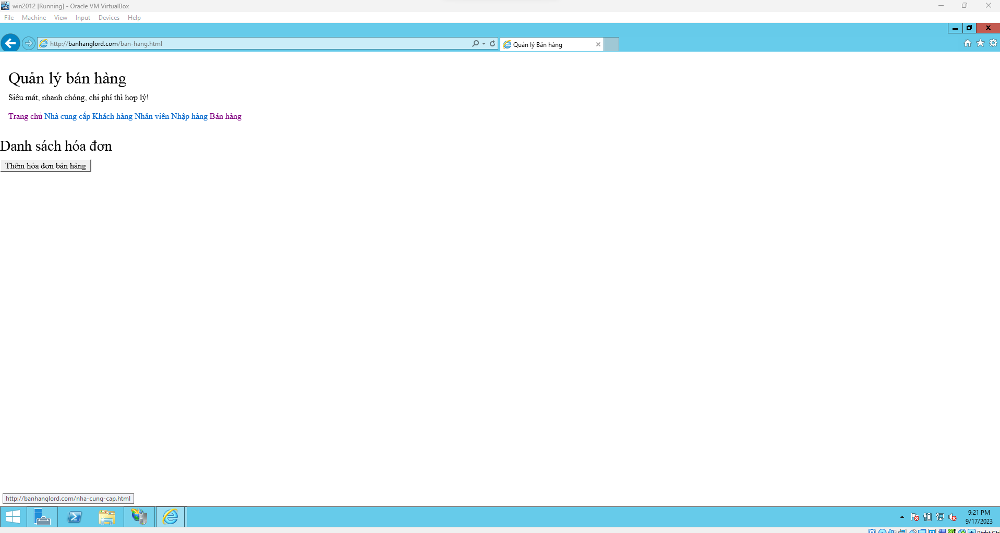 win2012 [Running] - Oracle VM VirtualBox
File Machine View Input Devices Help
http://banhanglord.com/ban-hang.html
Quản lý Bán hàng
Quản lý bán hàng
Siêu mát, nhanh chóng, chi phí thì hợp lý!
Trang chủ Nhà cung cấp Khách hàng Nhân viên Nhập hàng Bán hàng
Danh sách hóa đơn
Thêm hóa đơn bán hàng
http://banhanglord.com/nha-cung-cap.html
9:21 PM
9/17/2023